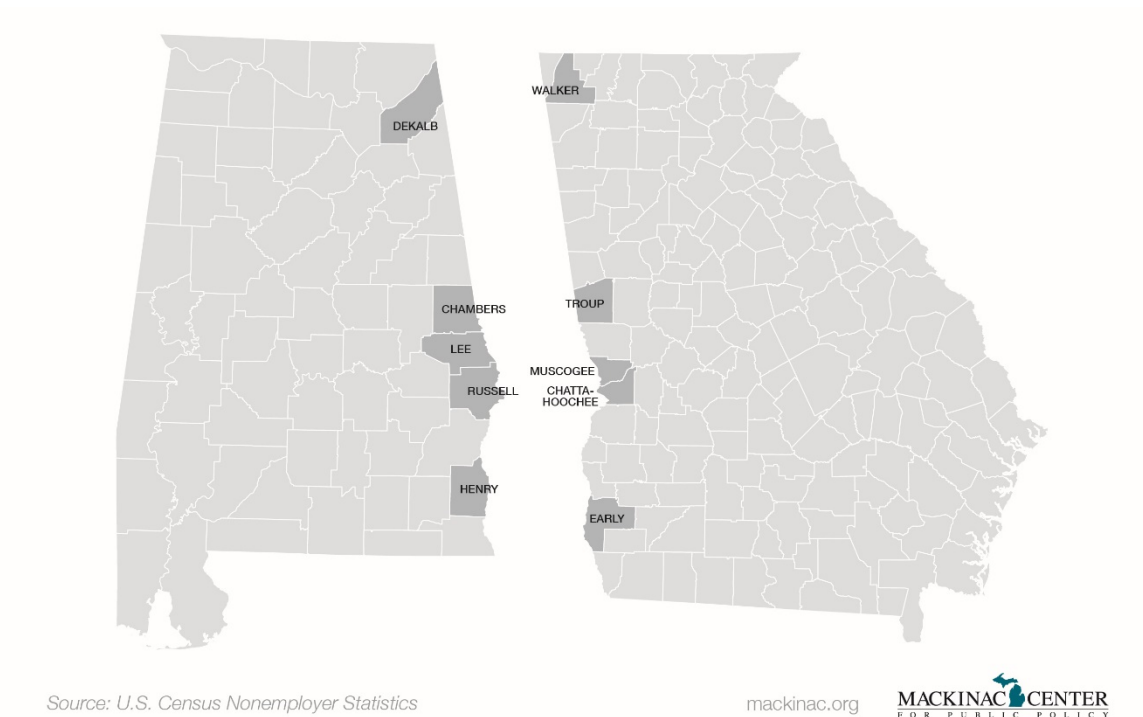 WALKER
DEKALB
CHAMBERS
TROUP
LEE
MUSCOGEE
RUSSELL
CHATTA-
HOOCHEE
HENRY
EARLY
Source: U.S. Census Nonemployer Statistics
mackinac.org
MACKINAC CENTER
FOR PUBLIC POLICY